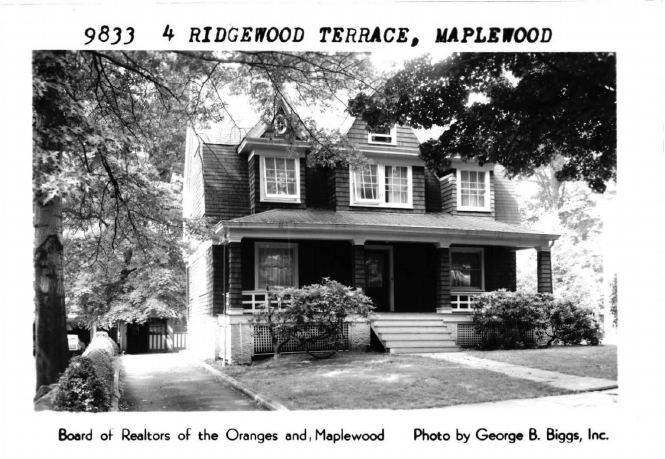 9833 4 RIDGEWOOD TERRACE, MAPLEWOOD
Board of Realtors of the Oranges and, Maplewood Photo by George B. Biggs, Inc.